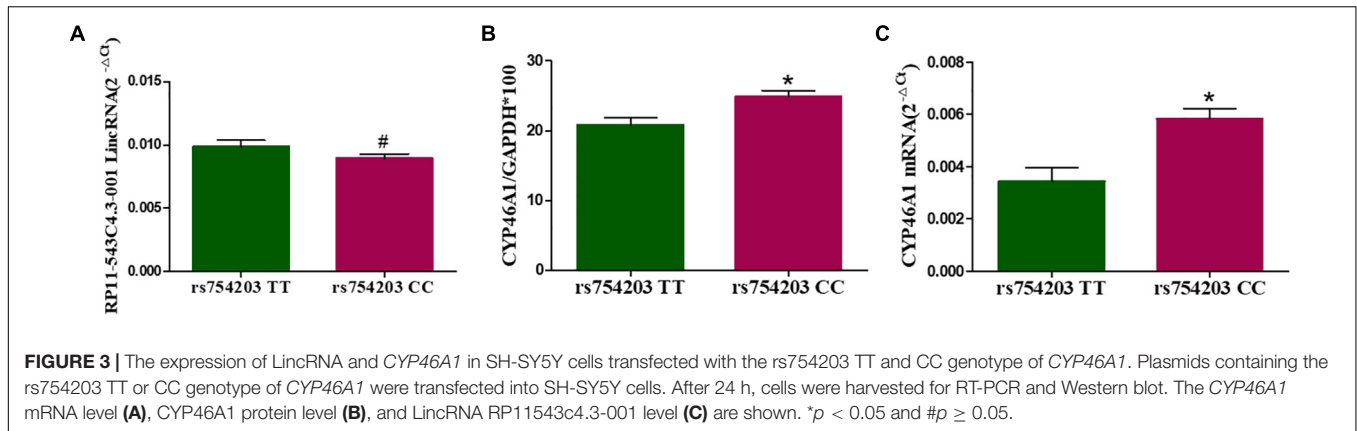 A
RP11-543C4.3-001 LincRNA(2^-△Ct)
0.015
0.010
0.005
0.000
#
rs754203 TT rs754203 CC
B
CYP46A1/GAPDH*100
30
20
10
0
*
rs754203 TT rs754203 CC
C
CYP46A1 mRNA(2^-△Ct)
0.008
0.006
0.004
0.002
0.000
*
rs754203 TT rs754203 CC
FIGURE 3 | The expression of LincRNA and CYP46A1 in SH-SY5Y cells transfected with the rs754203 TT and CC genotype of CYP46A1. Plasmids containing the
rs754203 TT or CC genotype of CYP46A1 were transfected into SH-SY5Y cells. After 24 h, cells were harvested for RT-PCR and Western blot. The CYP46A1
mRNA level (A), CYP46A1 protein level (B), and LincRNA RP11543c4.3-001 level (C) are shown. *p < 0.05 and #p ≥ 0.05.